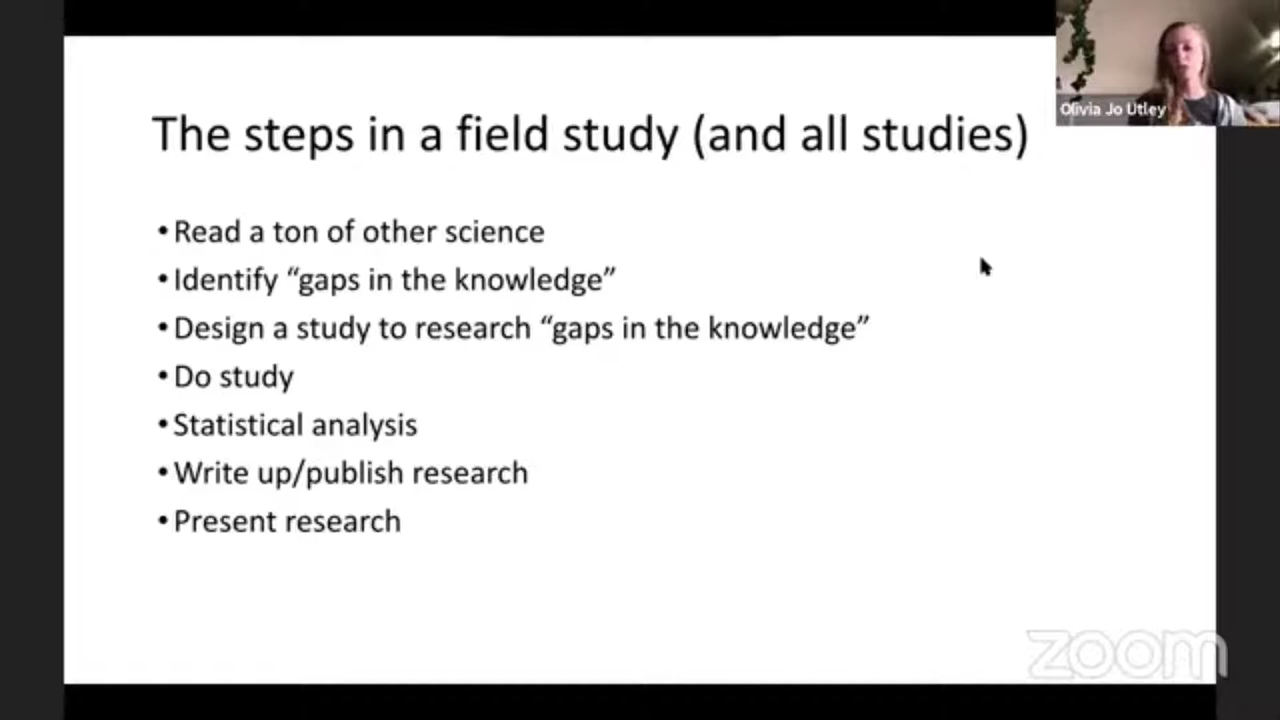 The steps in a field study (and all studies)
Olivia Jo Utley
•Read a ton of other science
•Identify “gaps in the knowledge”
•Design a study to research “gaps in the knowledge”
•Do study
•Statistical analysis
•Write up/publish research
•Present research
zoom